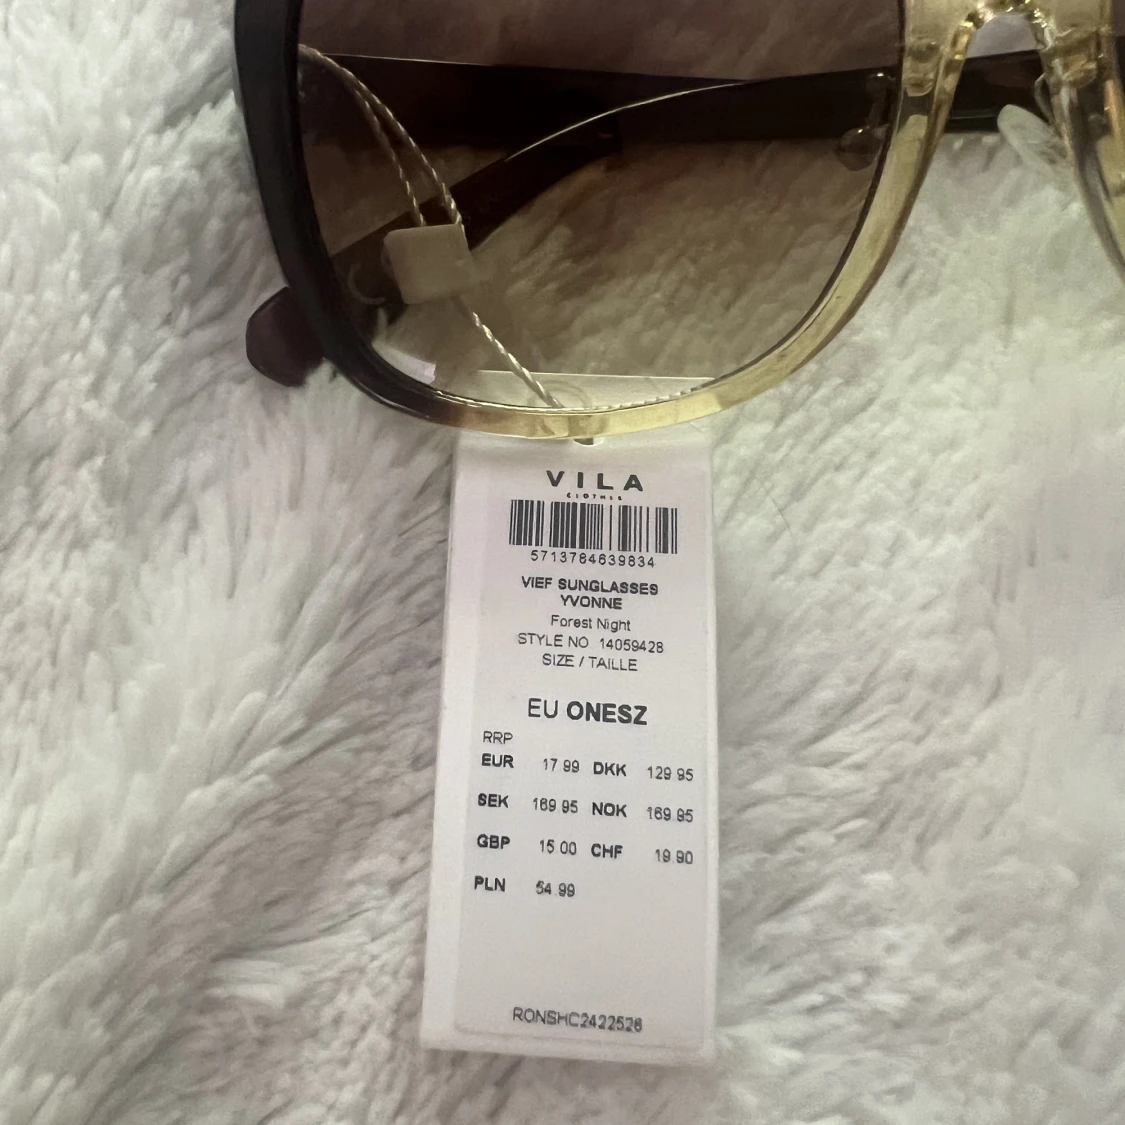 VILA
CLOTHES
5713784639834
VIEF SUNGLASSES
YVONNE
Forest Night
STYLE NO 14059428
SIZE / TAILLE
EU ONESZ
RRP
EUR 17.99 DKK 129.95
SEK 169.95 NOK 169.95
GBP 15.00 CHF 19.90
PLN 54.99
RONSHC2422526